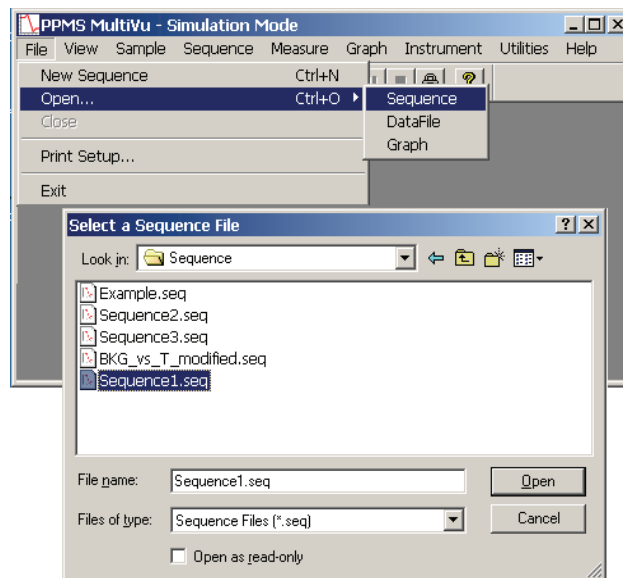 PPMS MultiVu - Simulation Mode
File View Sample Sequence Measure Graph Instrument Utilities Help
New Sequence Ctrl+N
Open... Ctrl+O
Sequence
Close
DataFile
Graph
Print Setup...
Exit
Select a Sequence File
Look in: Sequence
Example.seq
Sequence2.seq
Sequence3.seq
BKG_vs_T_modified.seq
Sequence1.seq
File name: Sequence1.seq Open
Files of type: Sequence Files (*.seq) Cancel
Open as read-only